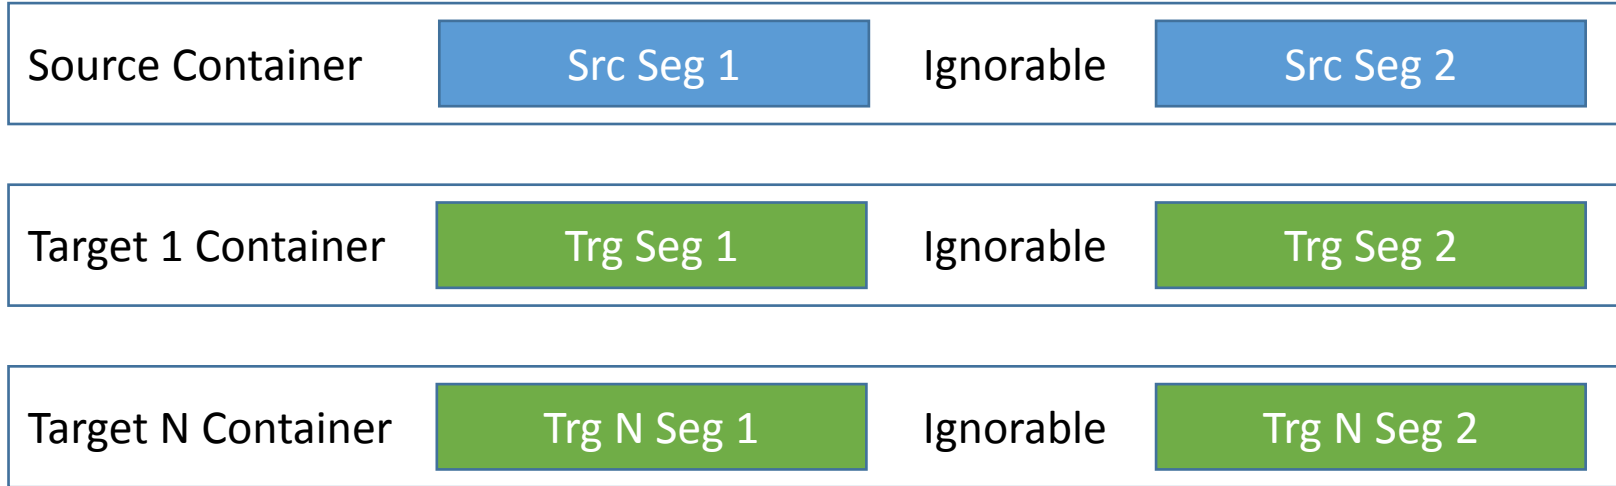 Source Container Src Seg 1 Ignorable Src Seg 2
Target 1 Container Trg Seg 1 Ignorable Trg Seg 2
Target N Container Trg N Seg 1 Ignorable Trg N Seg 2